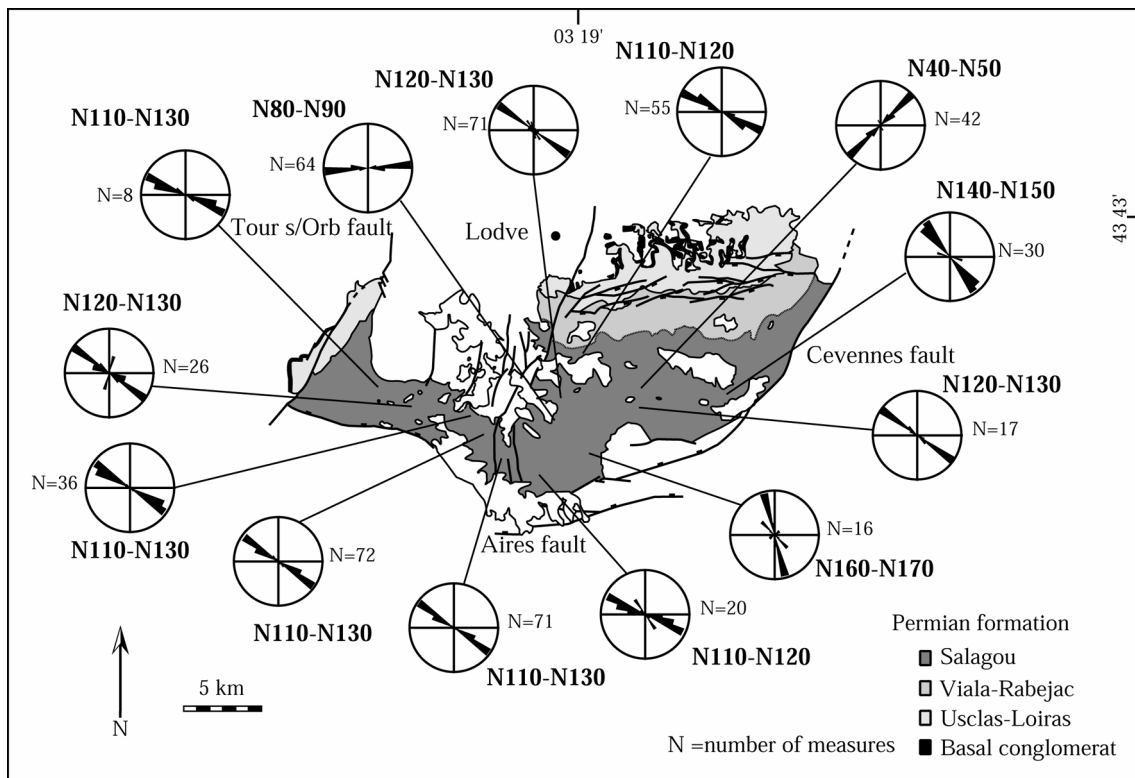 03 19'
N110-N120
N120-N130
N40-N50
N80-N90
N110-N130
N=55
N=71
N=42
N=64
N140-N150
N=8
43 43'
Tour s/Orb fault
Lodve
N=30
N120-N130
Cevennes fault
N=26
N120-N130
N=17
N=36
N=16
N110-N130
Aires fault
N=72
N160-N170
N=20
N=71
N110-N130
Permian formation
N110-N120
Salagou
N110-N130
5 km
Viala-Rabejac
Usclas-Loiras
N
N =number of measures
Basal conglomerat